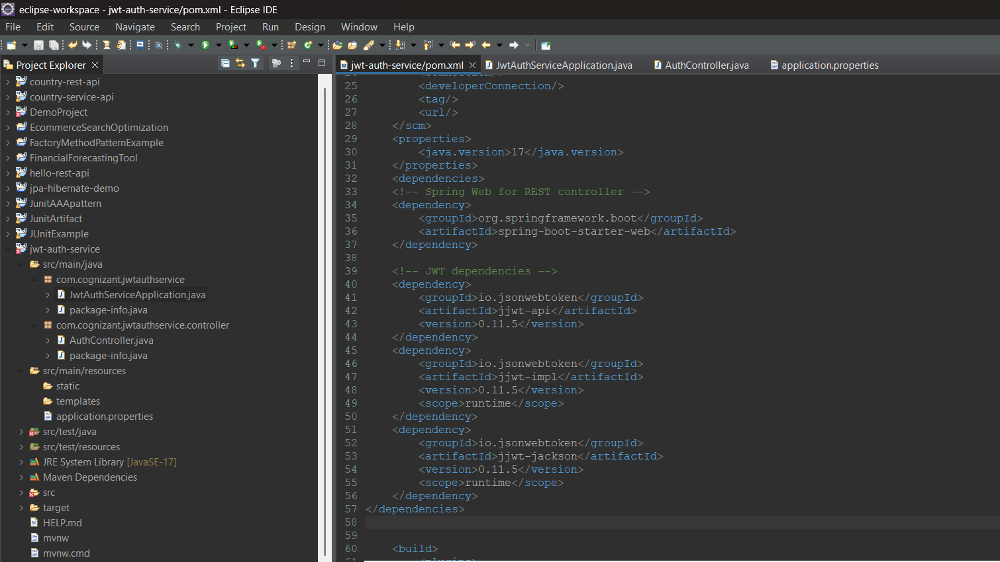 eclipse-workspace - jwt-auth-service/pom.xml - Eclipse IDE
File Edit Source Navigate Search Project Run Design Window Help
Project Explorer
country-rest-api
country-service-api
DemoProject
EcommerceSearchOptimization
FactoryMethodPatternExample
FinancialForecastingTool
hello-rest-api
jpa-hibernate-demo
JunitAAApattern
JunitArtifact
JUnitExample
jwt-auth-service
src/main/java
com.cognizant.jwtauthservice
JwtAuthServiceApplication.java
package-info.java
com.cognizant.jwtauthservice.controller
AuthController.java
package-info.java
src/main/resources
static
templates
application.properties
src/test/java
src/test/resources
JRE System Library [JavaSE-17]
Maven Dependencies
src
target
HELP.md
mvnw
mvnw.cmd
jwt-auth-service/pom.xml JwtAuthServiceApplication.java AuthController.java application.properties
25 <developerConnection/>
26 <tag/>
27 <url/>
28 </scm>
29 <properties>
30 <java.version>17</java.version>
31 </properties>
32 <dependencies>
33 <!-- Spring Web for REST controller -->
34 <dependency>
35 <groupId>org.springframework.boot</groupId>
36 <artifactId>spring-boot-starter-web</artifactId>
37 </dependency>
38
39 <!-- JWT dependencies -->
40 <dependency>
41 <groupId>io.jsonwebtoken</groupId>
42 <artifactId>jjwt-api</artifactId>
43 <version>0.11.5</version>
44 </dependency>
45 <dependency>
46 <groupId>io.jsonwebtoken</groupId>
47 <artifactId>jjwt-impl</artifactId>
48 <version>0.11.5</version>
49 <scope>runtime</scope>
50 </dependency>
51 <dependency>
52 <groupId>io.jsonwebtoken</groupId>
53 <artifactId>jjwt-jackson</artifactId>
54 <version>0.11.5</version>
55 <scope>runtime</scope>
56 </dependency>
57 </dependencies>
58
59
60 <build>